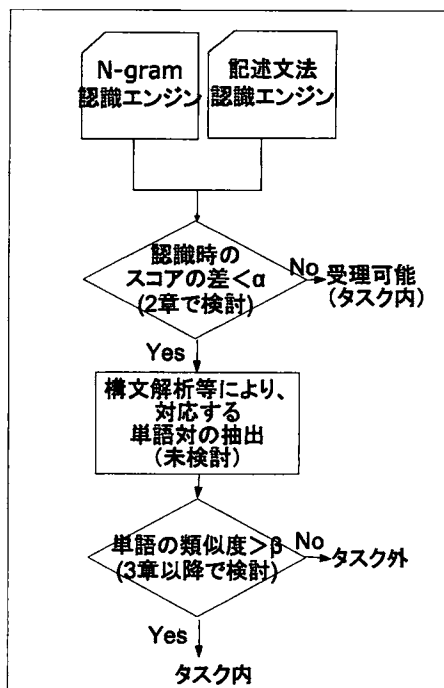 N-gram
認識エンジン
記述文法
認識エンジン
認識時の
スコアの差<α
(2章で検討)
No
受理可能
(タスク内)
Yes
構文解析等により、
対応する
単語対の抽出
(未検討)
単語の類似度>β
(3章以降で検討)
No
タスク外
Yes
タスク内